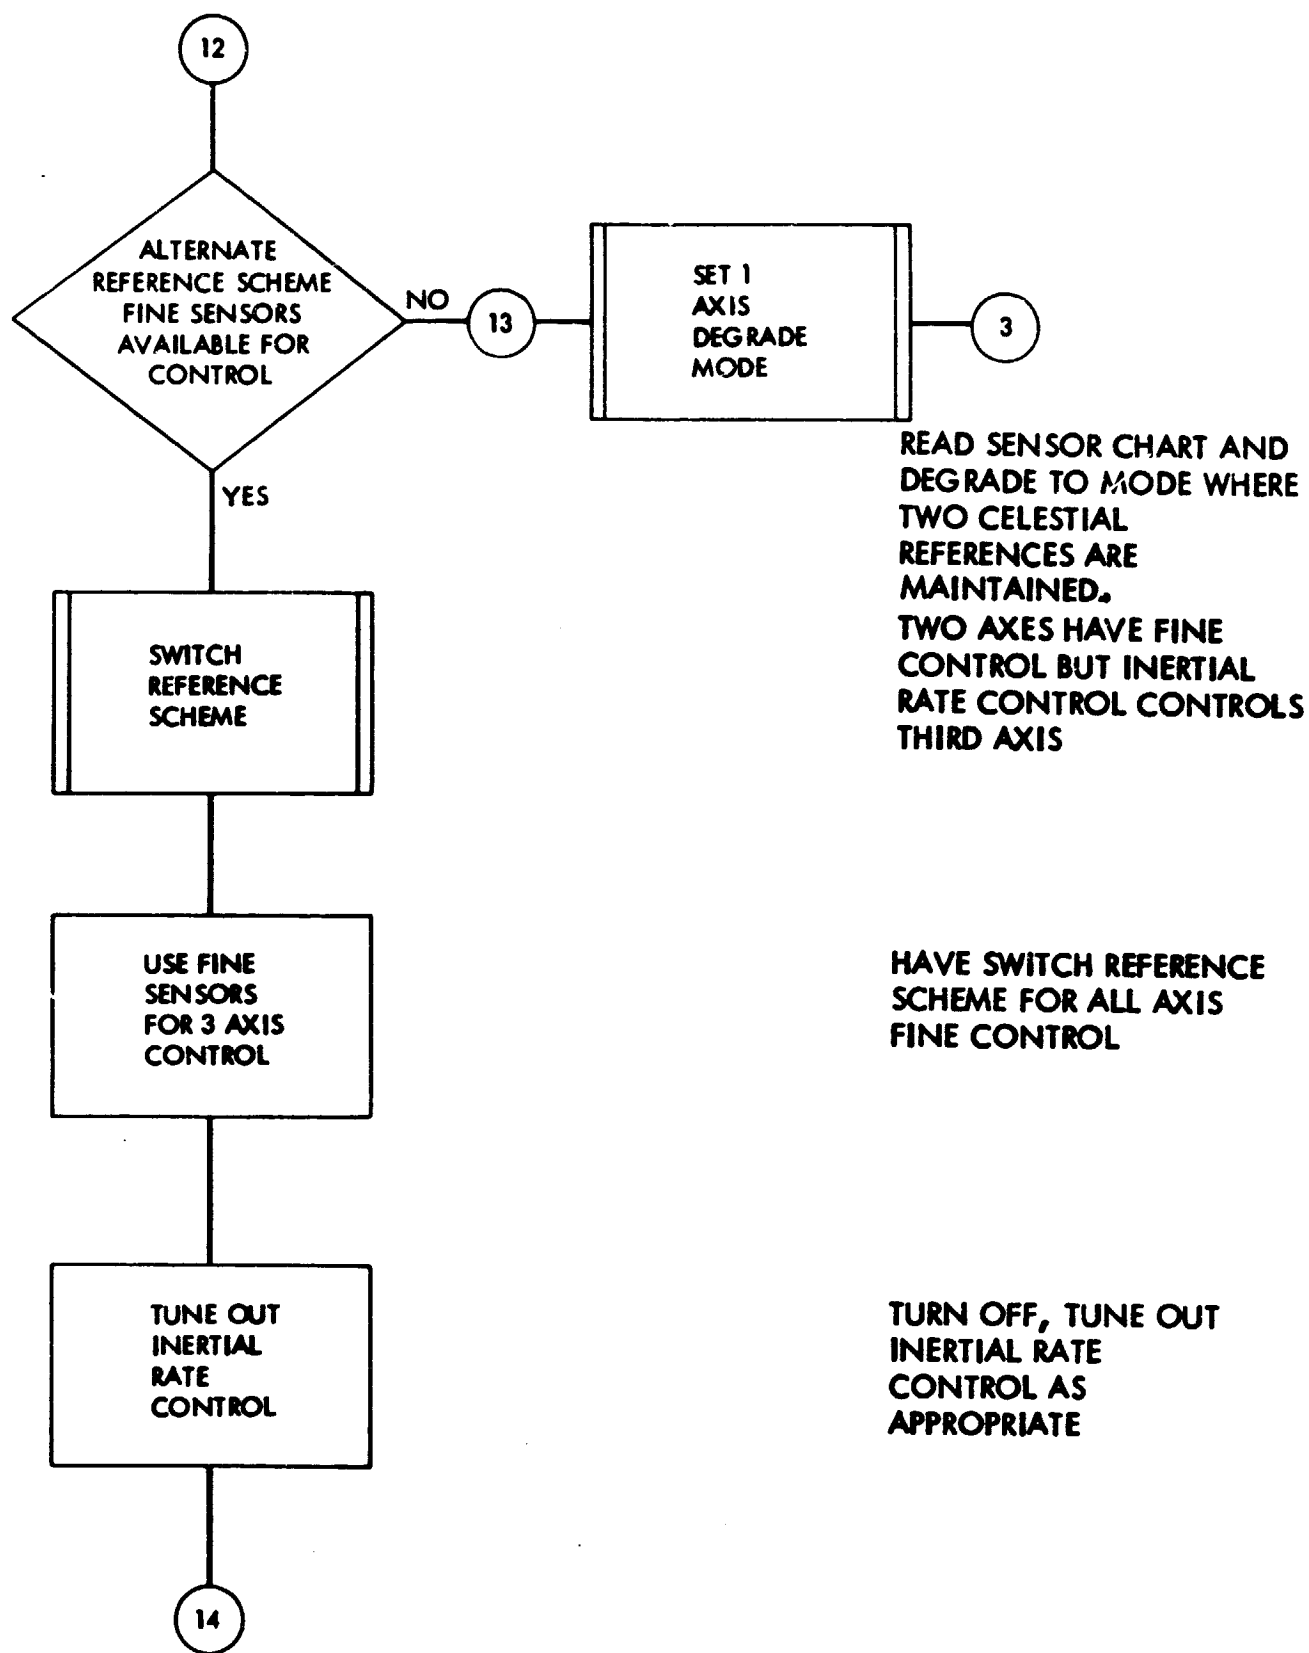 12
ALTERNATE
REFERENCE SCHEME
FINE SENSORS
AVAILABLE FOR
CONTROL
NO
13
SET 1
AXIS
DEGRADE
MODE
3
READ SENSOR CHART AND
DEGRADE TO MODE WHERE
TWO CELESTIAL
REFERENCES ARE
MAINTAINED.
TWO AXES HAVE FINE
CONTROL BUT INERTIAL
RATE CONTROL CONTROLS
THIRD AXIS
YES
SWITCH
REFERENCE
SCHEME
USE FINE
SENSORS
FOR 3 AXIS
CONTROL
HAVE SWITCH REFERENCE
SCHEME FOR ALL AXIS
FINE CONTROL
TUNE OUT
INERTIAL
RATE
CONTROL
TURN OFF, TUNE OUT
INERTIAL RATE
CONTROL AS
APPROPRIATE
14